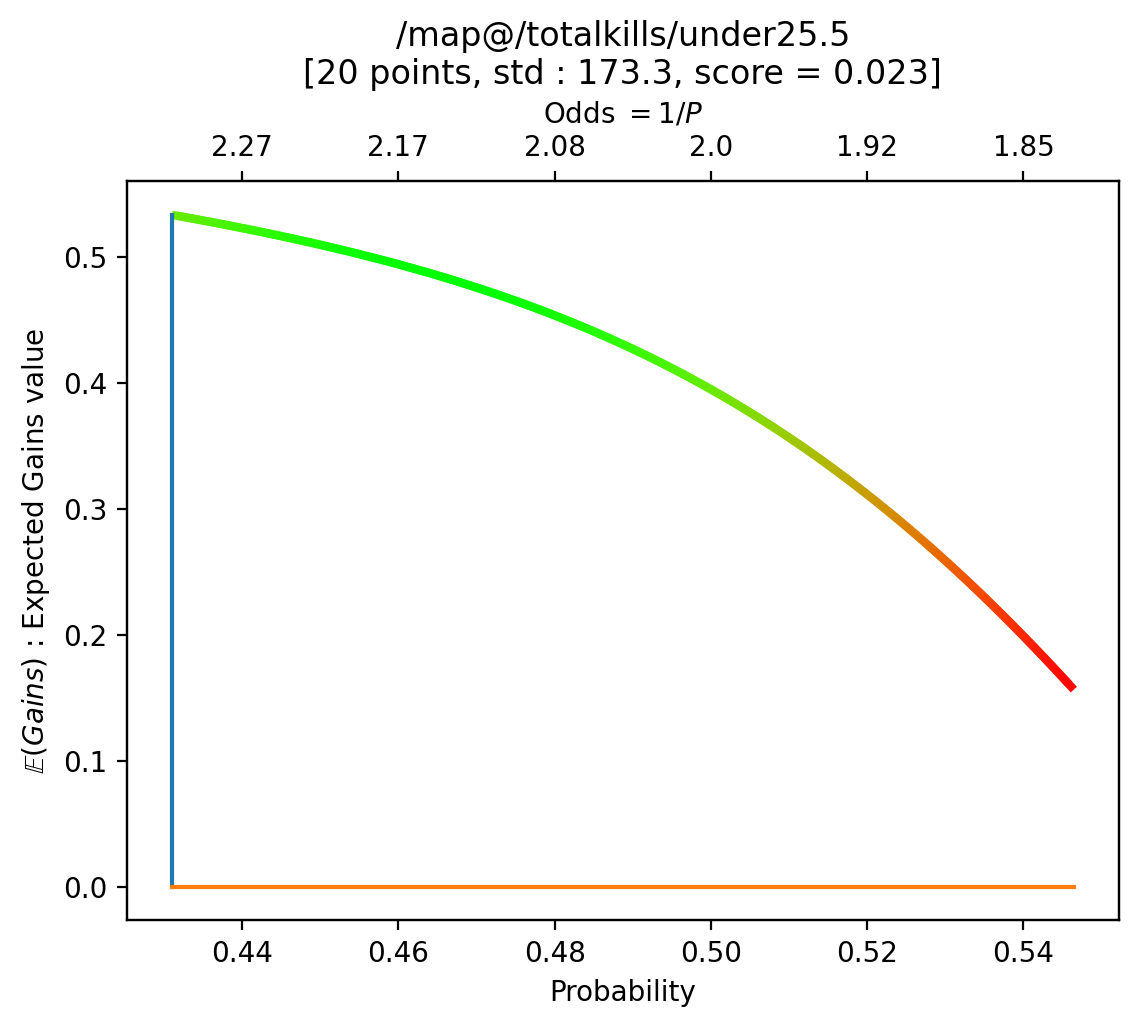 /map@/totalkills/under25.5
[20 points, std : 173.3, score = 0.023]
Odds = 1/P
2.27 2.17 2.08 2.0 1.92 1.85
𝔼(Gains) : Expected Gains value
0.5
0.4
0.3
0.2
0.1
0.0
0.44 0.46 0.48 0.50 0.52 0.54
Probability